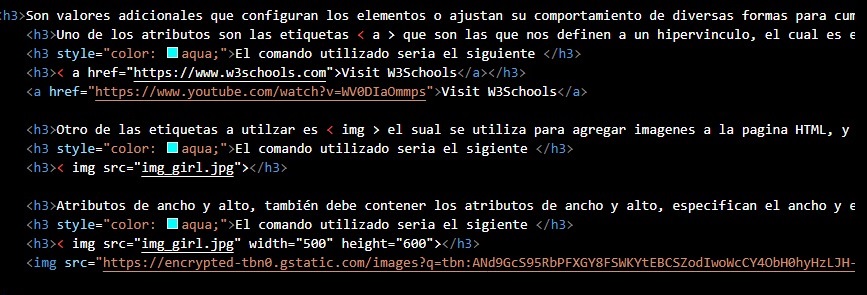 <h3>Son valores adicionales que configuran los elementos o ajustan su comportamiento de diversas formas para cum
<h3>Uno de los atributos son las etiquetas < a > que son las que nos definen a un hipervinculo, el cual es e
<h3 style="color: aqua;">El comando utilizado seria el siguiente </h3>
<h3>< a href="https://www.w3schools.com">Visit W3Schools</a></h3>
<a href="https://www.youtube.com/watch?v=WV0DIaOmmps">Visit W3Schools</a>
<h3>Otro de las etiquetas a utilzar es < img > el sual se utiliza para agregar imagenes a la pagina HTML, y
<h3 style="color: aqua;">El comando utilizado seria el sigiente </h3>
<h3>< img src="img_girl.jpg"></h3>
<h3>Atributos de ancho y alto, también debe contener los atributos de ancho y alto, especifican el ancho y e
<h3 style="color: aqua;">El comando utilizado seria el sigiente </h3>
<h3>< img src="img_girl.jpg" width="500" height="600"></h3>
<img src="https://encrypted-tbn0.gstatic.com/images?q=tbn:ANd9GcS95RbPFXGY8FSWKYtEBCSZodIwoWcCY4ObH0hyHzLJH-